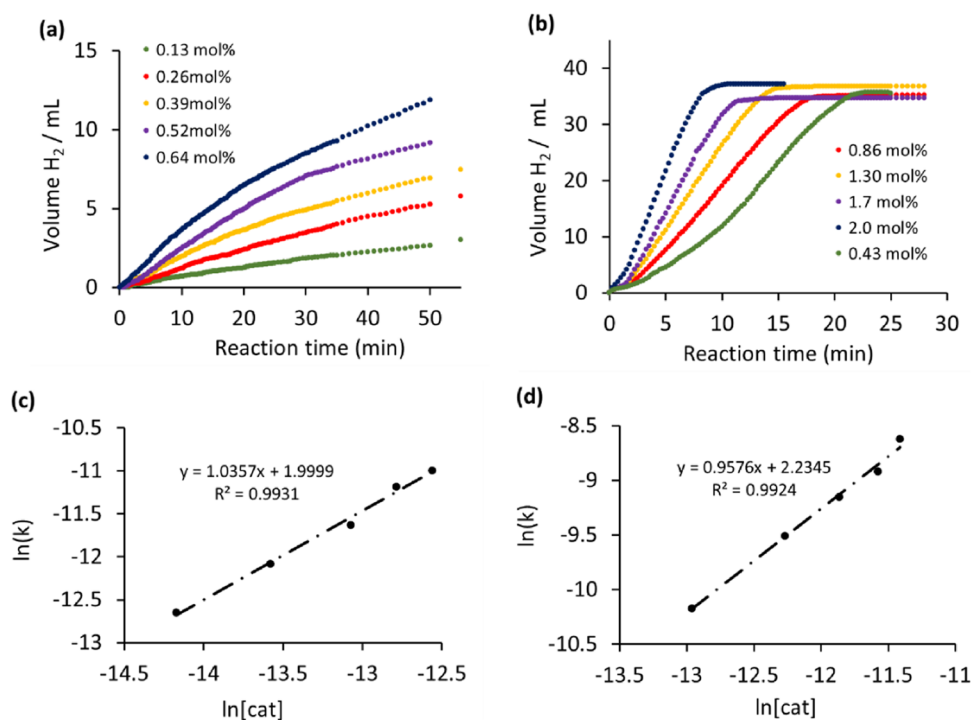 (a)
0.13 mol%
0.26mol%
0.39mol%
0.52mol%
0.64 mol%
15
10
5
0
Volume H₂ / mL
0 10 20 30 40 50
Reaction time (min)
(b)
40
30
20
10
0
Volume H₂ / mL
0.86 mol%
1.30 mol%
1.7 mol%
2.0 mol%
0.43 mol%
0 5 10 15 20 25 30
Reaction time (min)
(c)
-10.5
-11
-11.5
-12
-12.5
-13
ln(k)
y = 1.0357x + 1.9999
R² = 0.9931
-14.5 -14 -13.5 -13 -12.5
ln[cat]
(d)
-8.5
-9
-9.5
-10
-10.5
ln(k)
y = 0.9576x + 2.2345
R² = 0.9924
-13.5 -13 -12.5 -12 -11.5 -11
ln[cat]